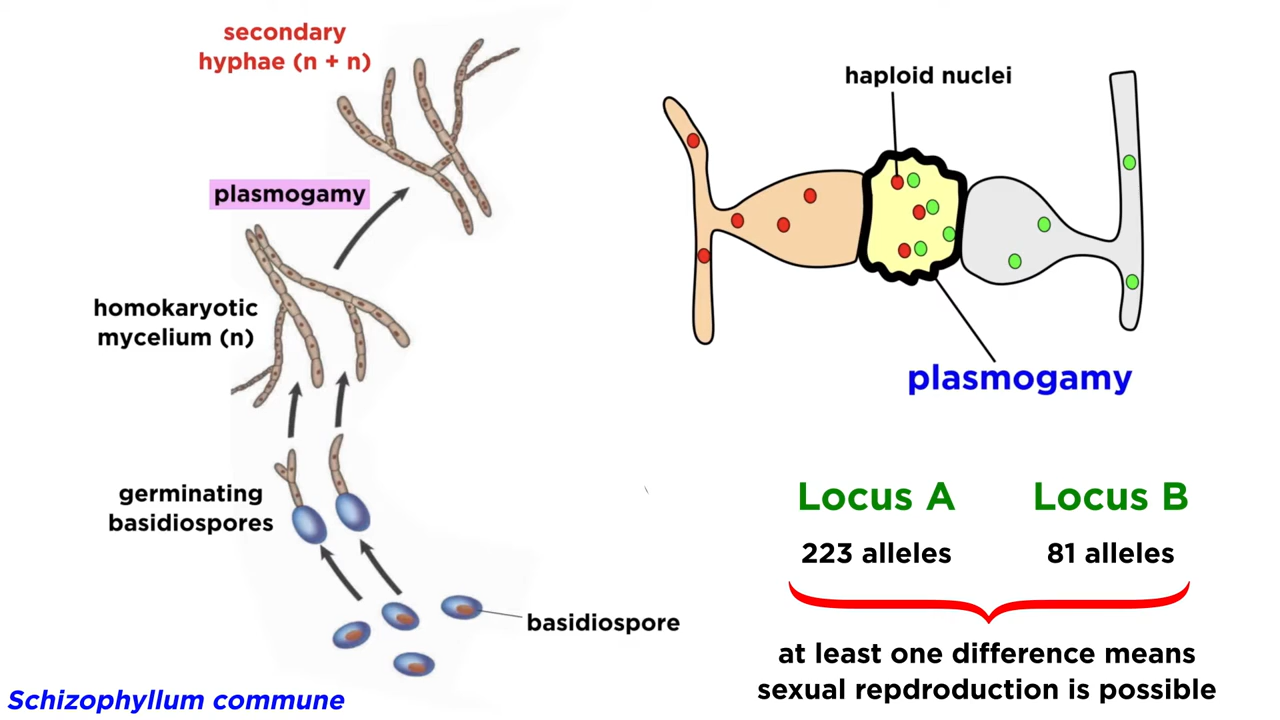 secondary
hyphae (n + n)
plasmogamy
homokaryotic
mycelium (n)
germinating
basidiospores
basidiospore
Schizophyllum commune
haploid nuclei
plasmogamy
Locus A
Locus B
223 alleles
81 alleles
at least one difference means
sexual repdroduction is possible